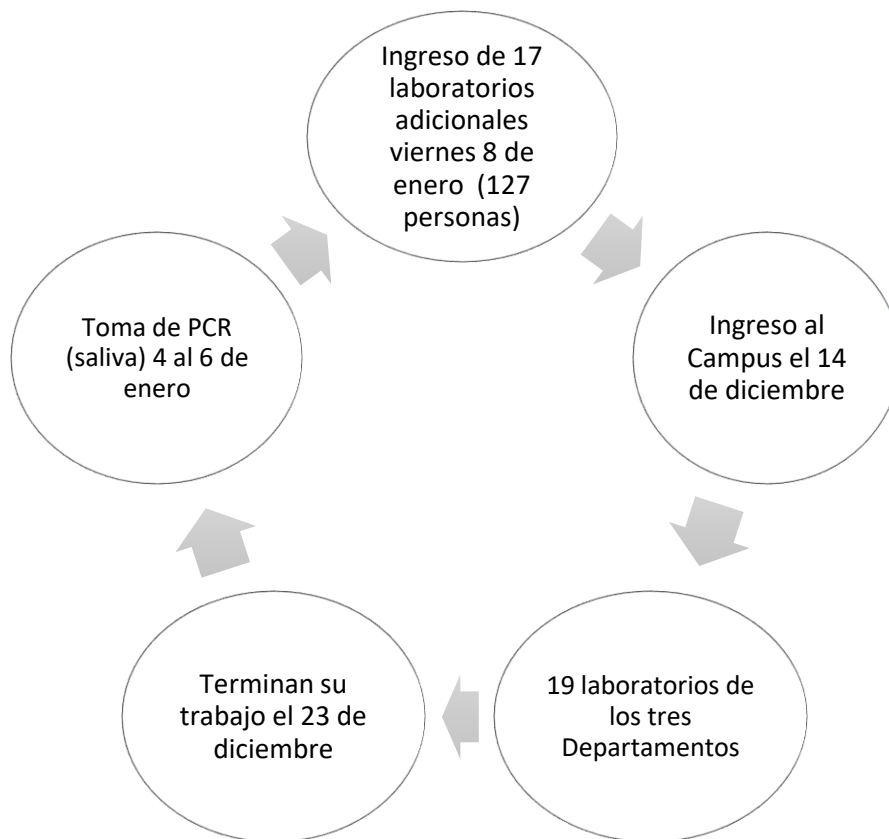 Ingreso de 17
laboratorios
adicionales
viernes 8 de
enero (127
personas)
Ingreso al
Campus el 14
de diciembre
19 laboratorios de
los tres
Departamentos
Terminan su
trabajo el 23 de
diciembre
Toma de PCR
(saliva) 4 al 6 de
enero